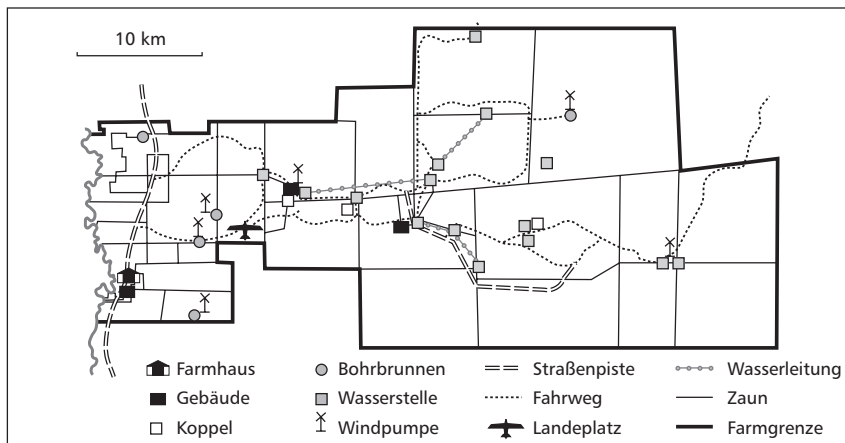 10 km
Farmhaus
Bohrbrunnen
Straßenpiste
Wasserleitung
Gebäude
Wasserstelle
Fahrweg
Zaun
Koppel
Windpumpe
Landeplatz
Farmgrenze